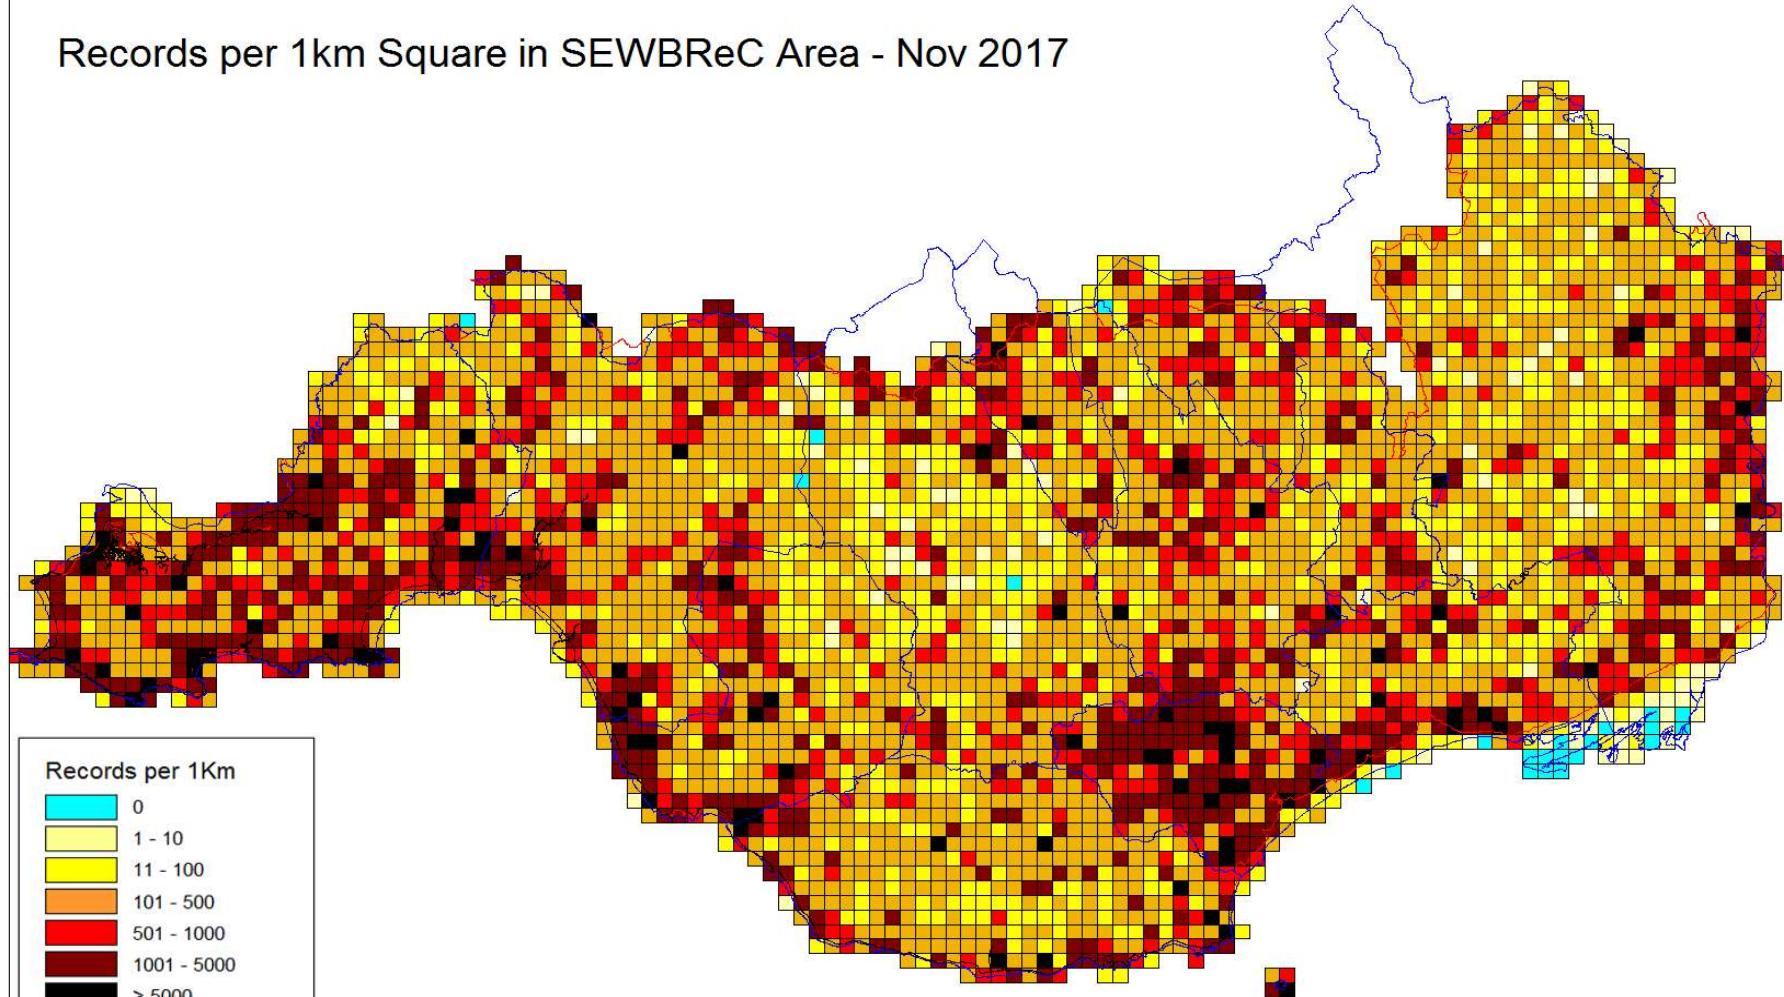 Records per 1km Square in SEWBReC Area - Nov 2017
Records per 1Km
0
1 - 10
11 - 100
101 - 500
501 - 1000
1001 - 5000
> 5000